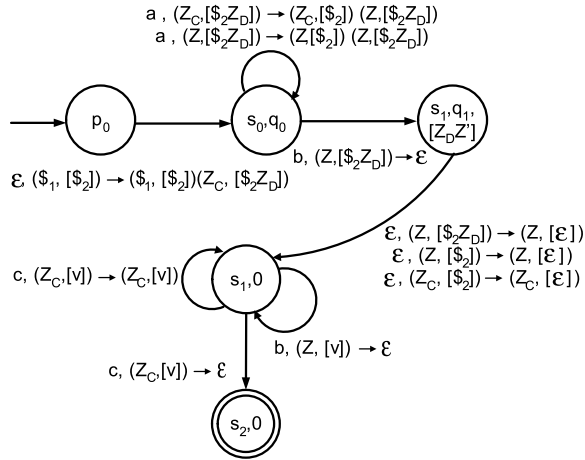 a , (Z_C,[$_2Z_D]) → (Z_C,[$_2]) (Z,[$_2Z_D])
a , (Z,[$_2Z_D]) → (Z,[$_2]) (Z,[$_2Z_D])
p_0
s_0,q_0
s_1,q_1,
[Z_DZ']
b, (Z,[$_2Z_D]) → ε
ε, ($_1, [$_2]) → ($_1, [$_2])(Z_C, [$_2Z_D])
ε, (Z, [$_2Z_D]) → (Z, [ε])
ε, (Z, [$_2]) → (Z, [ε])
ε, (Z_C, [$_2]) → (Z_C, [ε])
c, (Z_C,[v]) → (Z_C,[v])
s_1,0
b, (Z, [v]) → ε
c, (Z_C,[v]) → ε
s_2,0